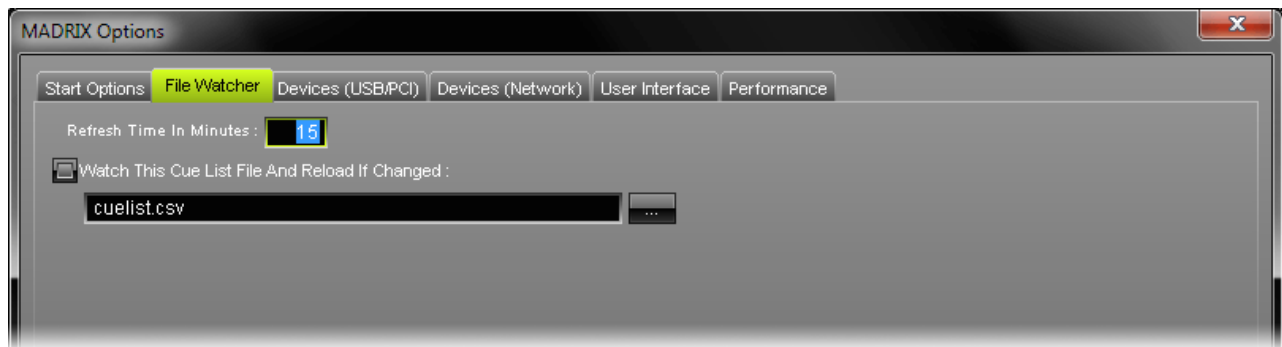 MADRIX Options
Start Options File Watcher Devices (USB/PCI) Devices (Network) User Interface Performance
Refresh Time In Minutes : 15
Watch This Cue List File And Reload If Changed :
cuelist.csv ...